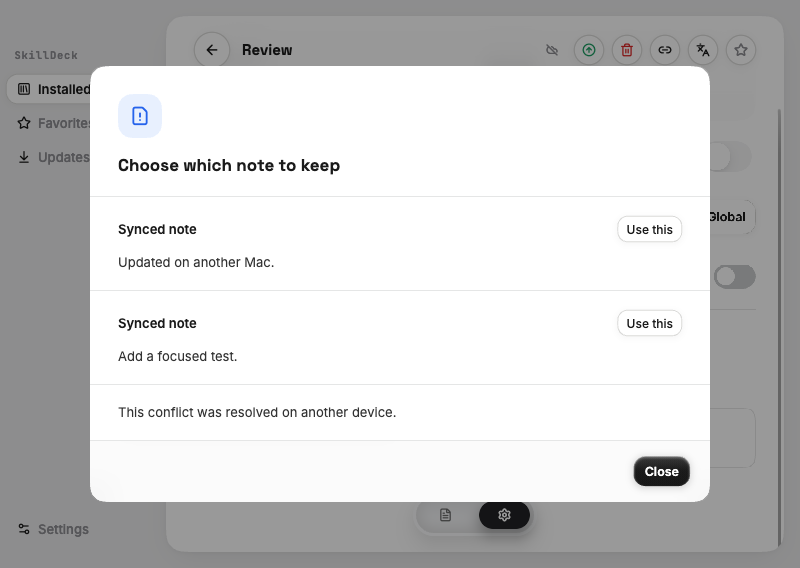 SkillDeck
Review
Installed
Favorites
Updates
Choose which note to keep
Synced note
Use this
Updated on another Mac.
Global
Synced note
Use this
Add a focused test.
This conflict was resolved on another device.
Close
Settings